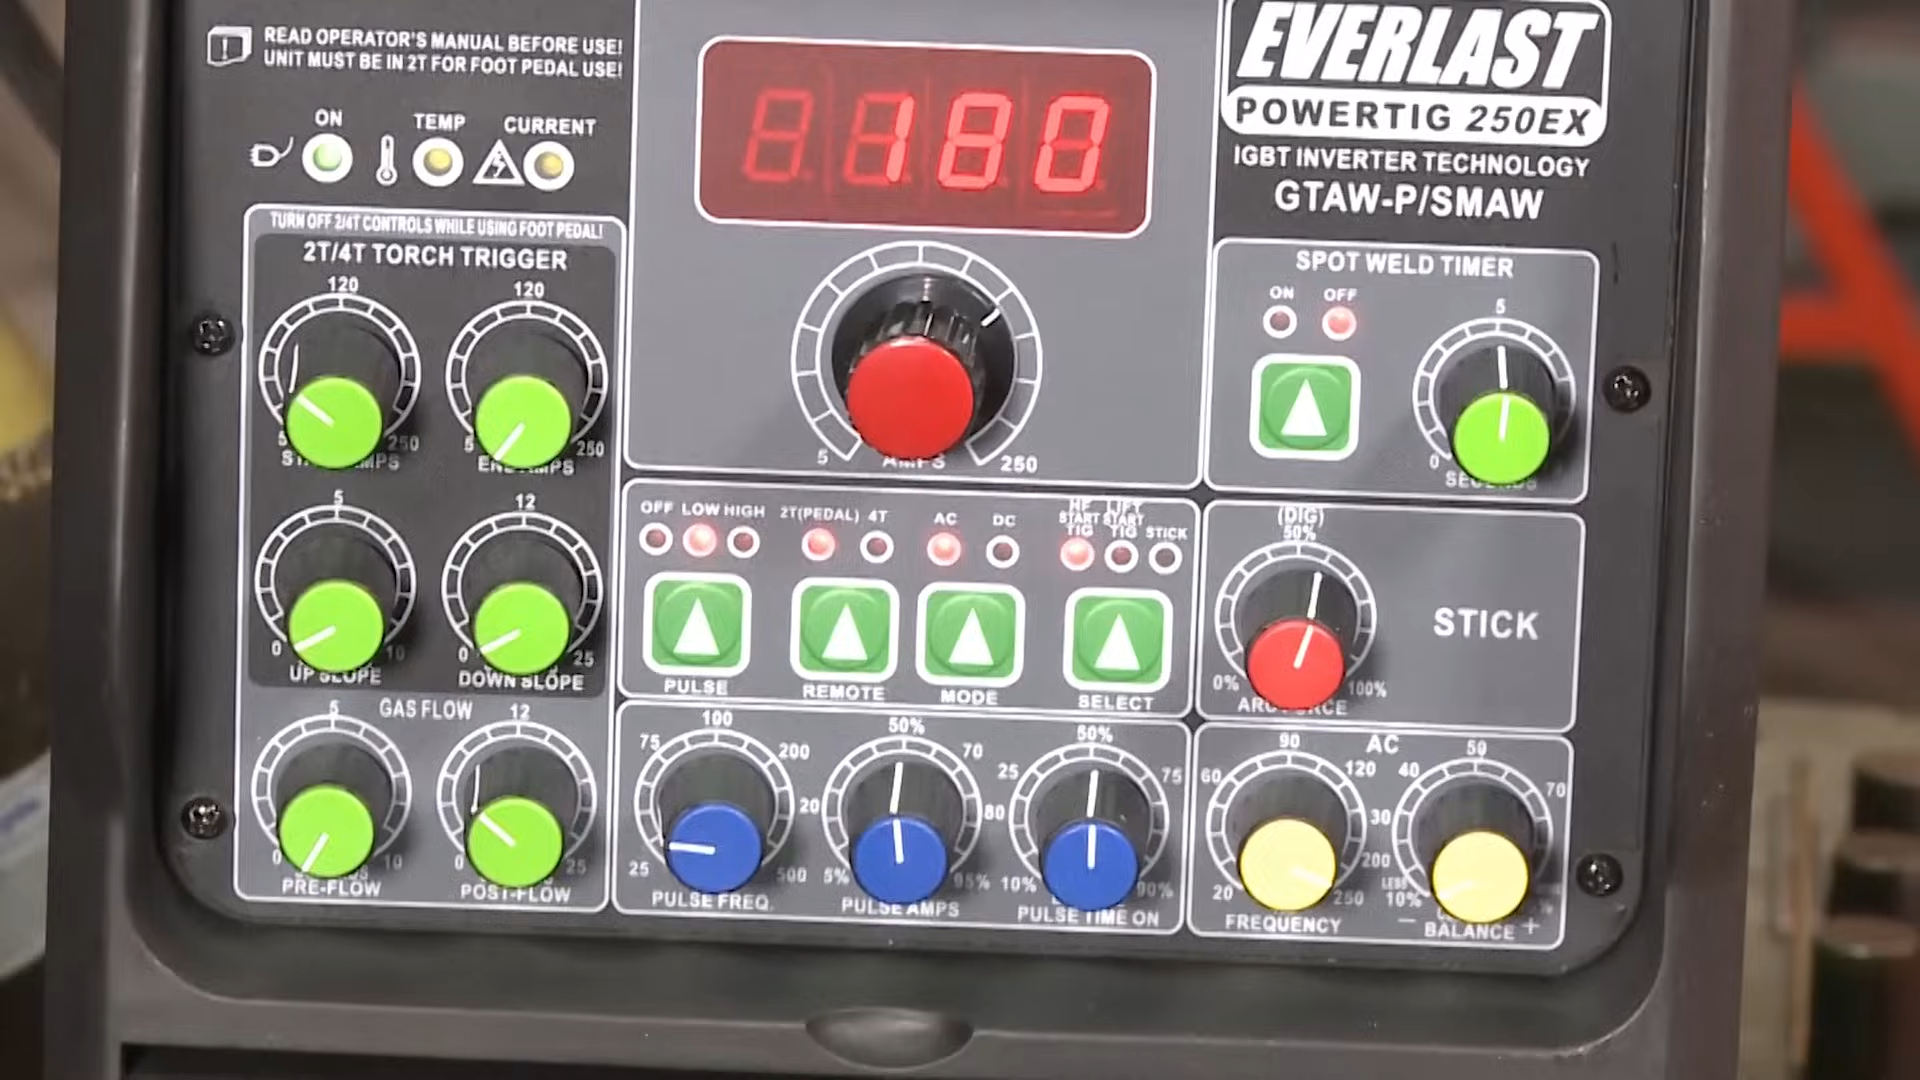 READ OPERATOR'S MANUAL BEFORE USE!
UNIT MUST BE IN 2T FOR FOOT PEDAL USE!
ON
TEMP
CURRENT
180
EVERLAST
POWERTIG 250EX
IGBT INVERTER TECHNOLOGY
GTAW-P/SMAW
TURN OFF 2/4T CONTROLS WHILE USING FOOT PEDAL!
2T/4T TORCH TRIGGER
120
120
5 250
5 250
AMPS
5 250
SPOT WELD TIMER
ON OFF
5
0
SECONDS
5
12
0 10
0 25
UP SLOPE
DOWN SLOPE
OFF LOW HIGH
2T(PEDAL) 4T
AC DC
HF START TIG
LIFT START TIG
STICK
PULSE
REMOTE
MODE
SELECT
(DIG)
50%
STICK
0% 100%
GAS FLOW
5
12
0 10
0 25
PRE-FLOW
POST-FLOW
100
75 200
25 500
PULSE FREQ.
50%
70
20 80
5% 95%
PULSE AMPS
50%
25 75
10% 90%
PULSE TIME ON
AC
90
60 120
200
20 250
FREQUENCY
50
40 70
30
LESS
10%
− BALANCE +